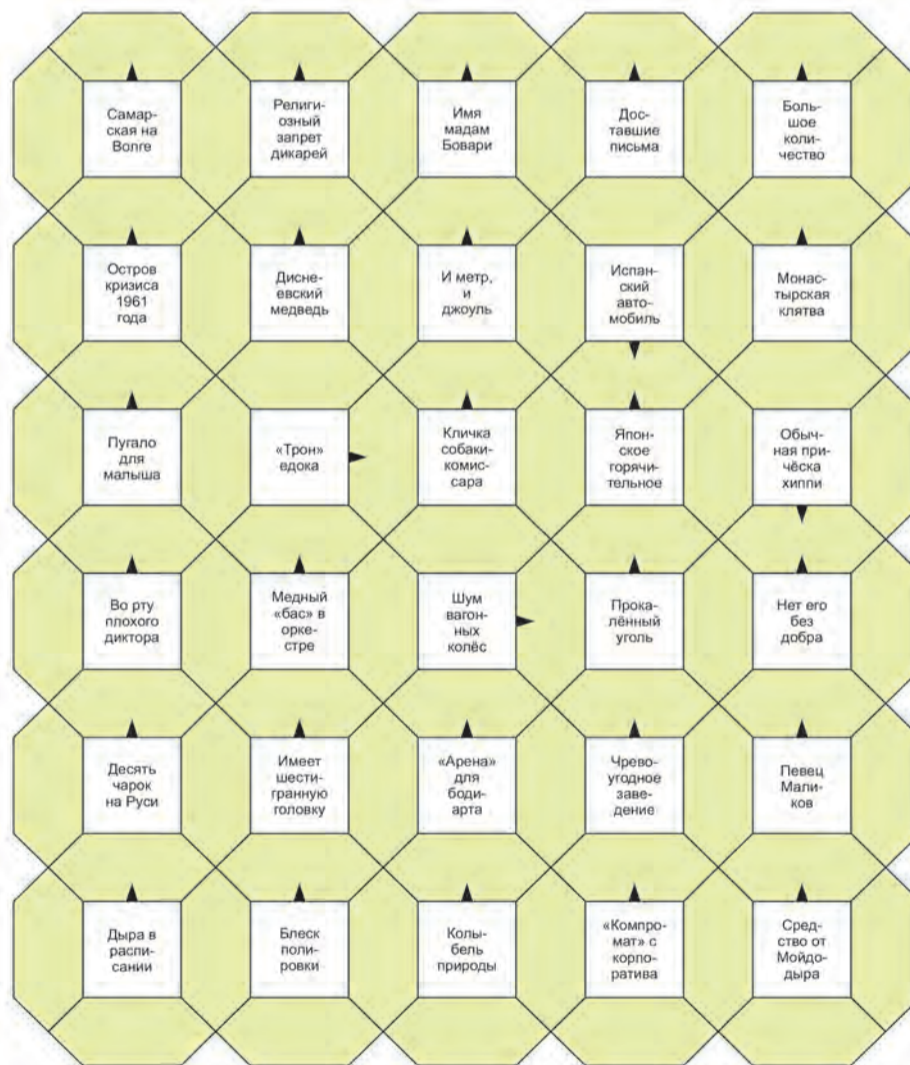 Самар-
ская на
Волге
Религи-
озный
запрет
дикарей
Имя
мадам
Бовари
Дос-
тавшие
письма
Боль-
шое
коли-
чество
Остров
кризиса
1961
года
Дисне-
евский
медведь
И метр,
и
джоуль
Испан-
ский
авто-
мобиль
Монас-
тырская
клятва
Пугало
для
малыша
«Трон»
едока
Кличка
собаки-
комис-
сара
Япон-
ское
горячи-
тельное
Обыч-
ная при-
чёска
хиппи
Во рту
плохого
диктора
Медный
«бас» в
орке-
стре
Шум
вагон-
ных
колёс
Прока-
лённый
уголь
Нет его
без
добра
Десять
чарок
на Руси
Имеет
шести-
гранную
головку
«Арена»
для
боди-
арта
Чрево-
угодное
заве-
дение
Певец
Мали-
ков
Дыра в
распи-
сании
Блеск
поли-
ровки
Колы-
бель
природы
«Компро-
мат» с
корпо-
ратива
Сред-
ство от
Мойдо-
дыра